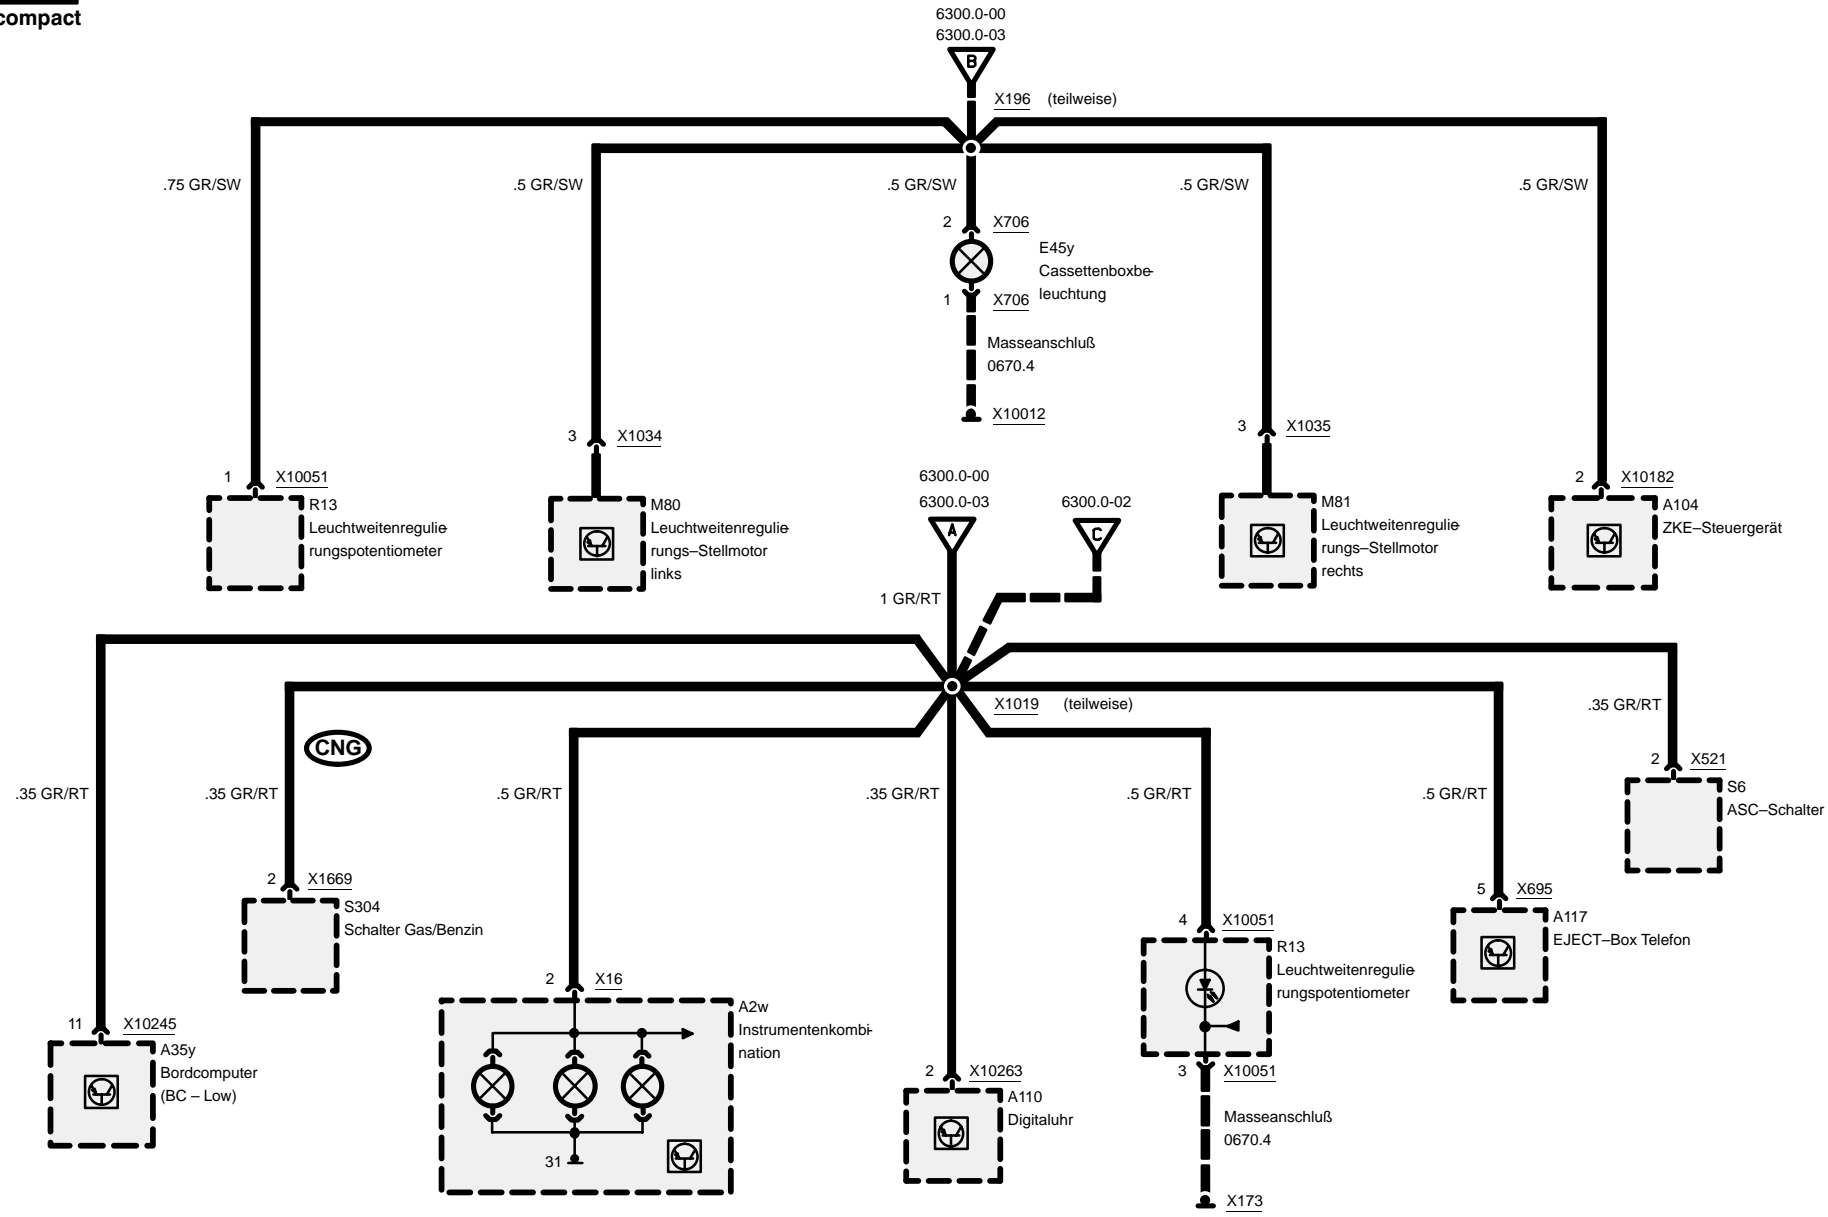 compact
6300.0-00
6300.0-03
B
X196 (teilweise)
.75 GR/SW
.5 GR/SW
.5 GR/SW
.5 GR/SW
.5 GR/SW
2 X706
E45y
Cassettenboxbe-
leuchtung
1 X706
Masseanschluß
0670.4
X10012
1 X10051
R13
Leuchtweitenregulie-
rungspotentiometer
3 X1034
M80
Leuchtweitenregulie-
rungs–Stellmotor
links
3 X1035
M81
Leuchtweitenregulie-
rungs–Stellmotor
rechts
2 X10182
A104
ZKE–Steuergerät
6300.0-00
6300.0-03
A
6300.0-02
C
1 GR/RT
X1019 (teilweise)
CNG
.35 GR/RT
.35 GR/RT
.5 GR/RT
.35 GR/RT
.5 GR/RT
.5 GR/RT
.35 GR/RT
2 X521
S6
ASC–Schalter
2 X1669
S304
Schalter Gas/Benzin
5 X695
A117
EJECT–Box Telefon
4 X10051
R13
Leuchtweitenregulie-
rungspotentiometer
3 X10051
Masseanschluß
0670.4
X173
2 X16
A2w
Instrumentenkombi-
nation
31
11 X10245
A35y
Bordcomputer
(BC – Low)
2 X10263
A110
Digitaluhr